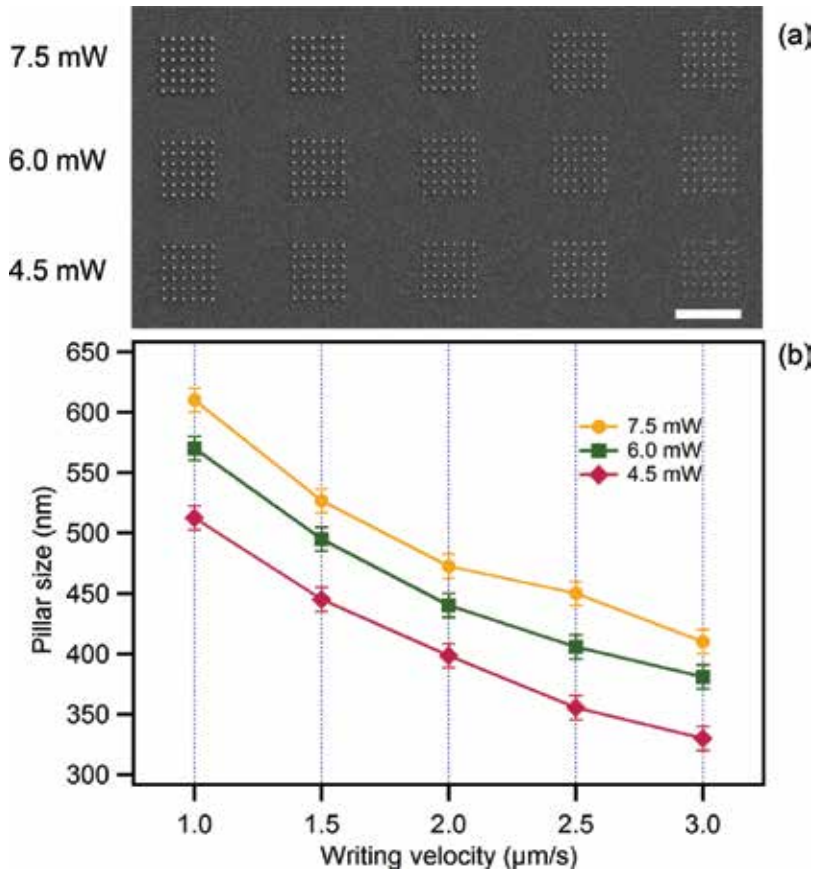 (a)
7.5 mW
6.0 mW
4.5 mW
(b)
650
600
550
500
450
400
350
300
Pillar size (nm)
7.5 mW
6.0 mW
4.5 mW
1.0 1.5 2.0 2.5 3.0
Writing velocity (μm/s)